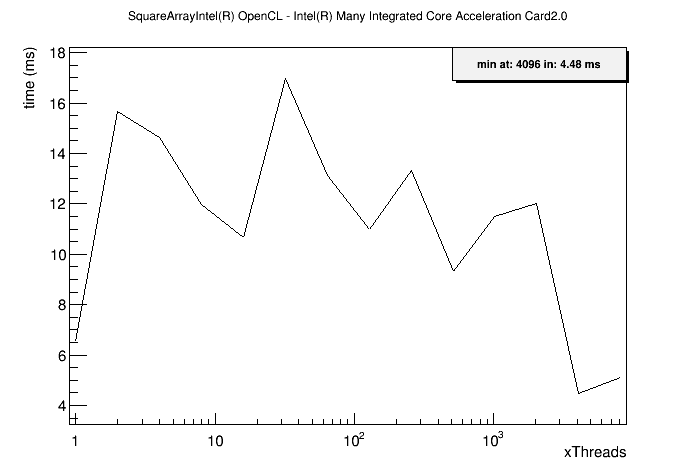 SquareArrayIntel(R) OpenCL - Intel(R) Many Integrated Core Acceleration Card2.0
min at: 4096 in: 4.48 ms
time (ms)
18
16
14
12
10
8
6
4
1 10 10² 10³
xThreads